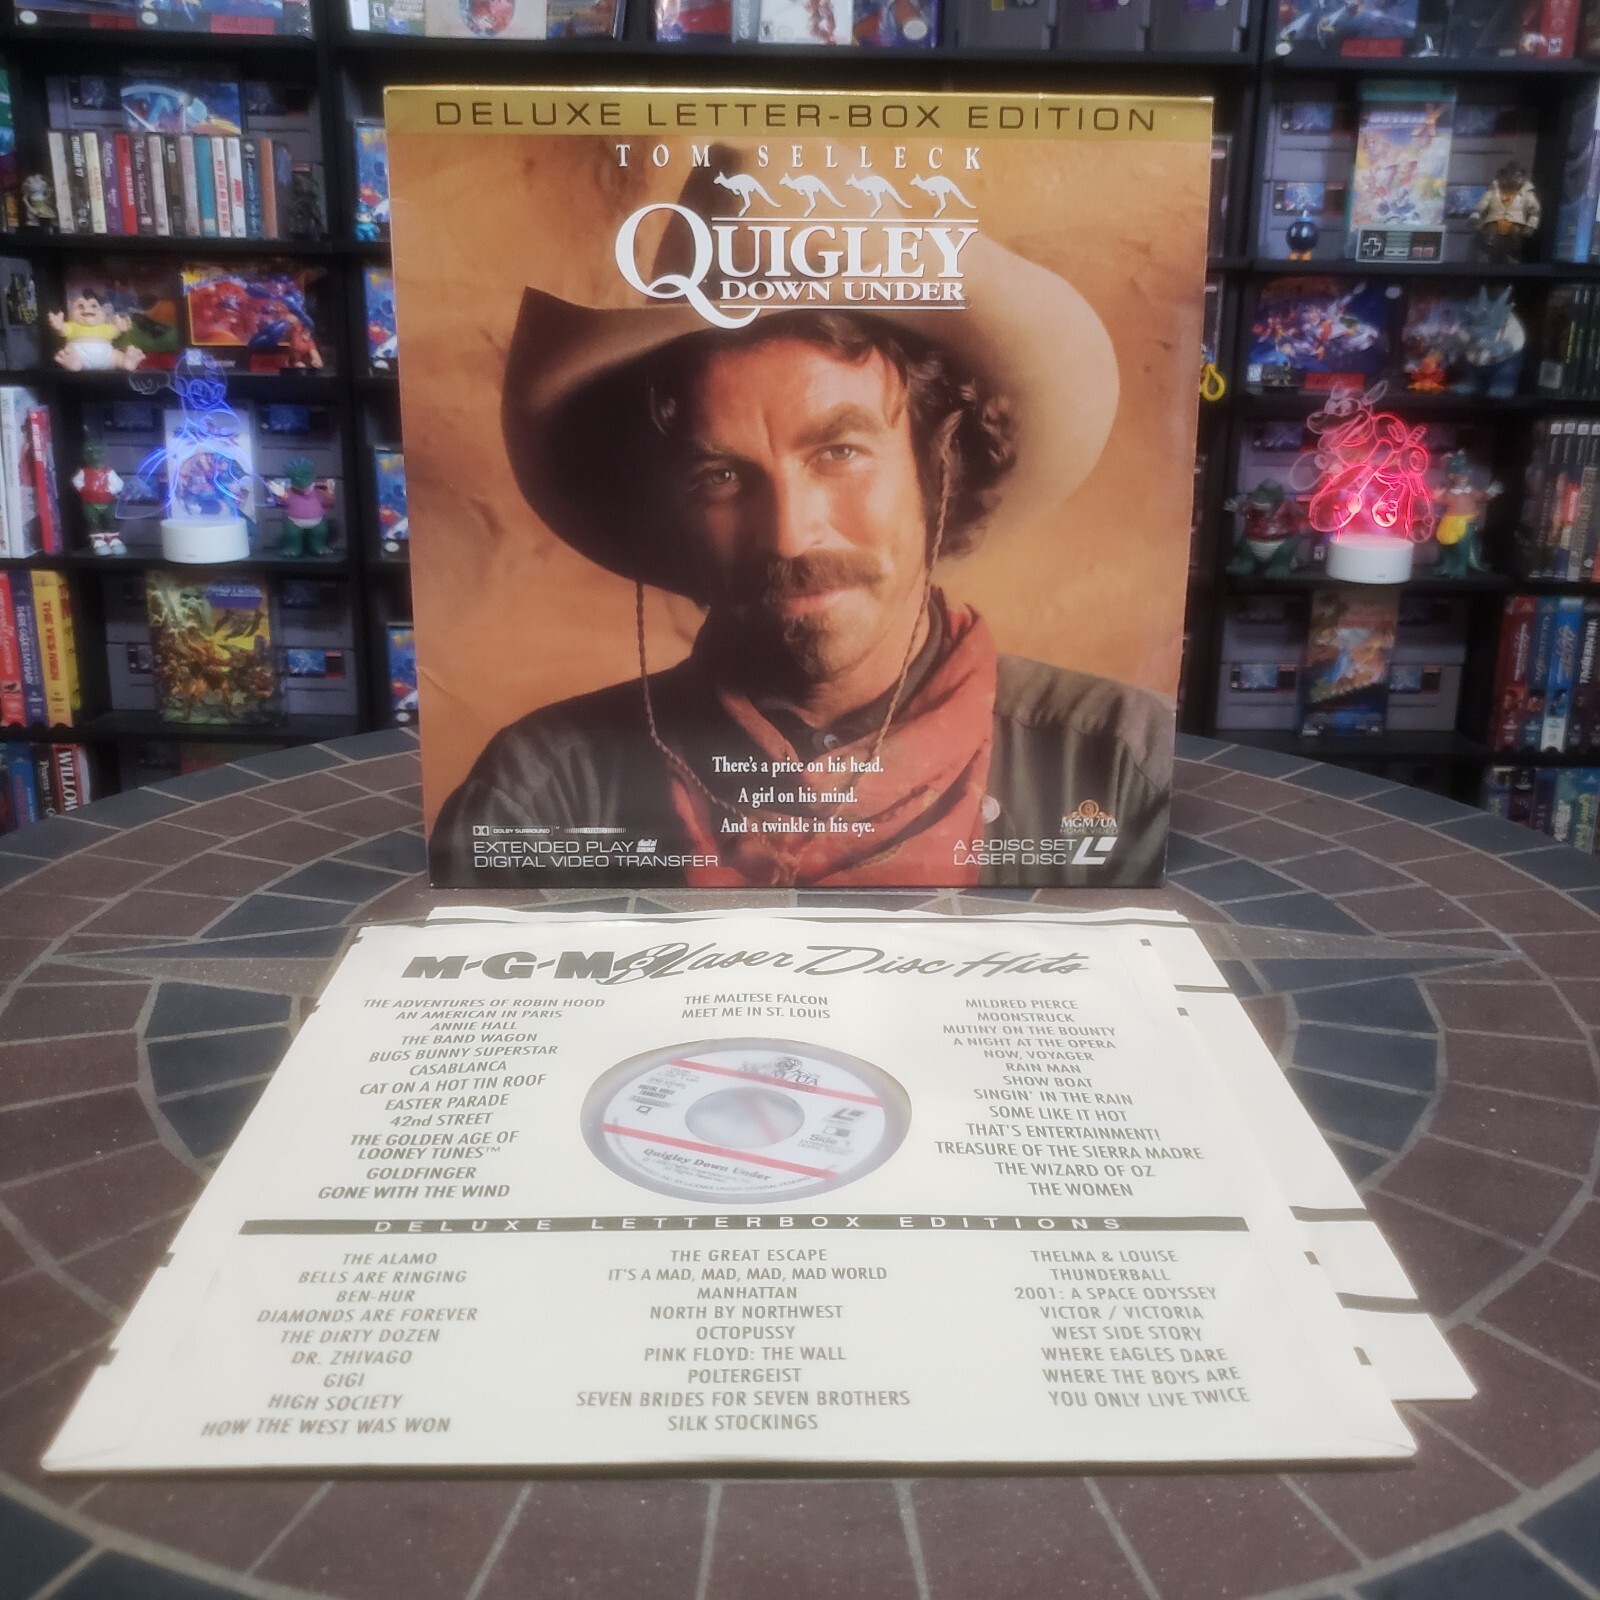 DELUXE LETTER-BOX EDITION
TOM SELLECK
QUIGLEY
DOWN UNDER
There's a price on his head.
A girl on his mind.
And a twinkle in his eye.
DOLBY SURROUND
EXTENDED PLAY
DIGITAL VIDEO TRANSFER
MGM/UA
HOME VIDEO
A 2-DISC SET
LASER DISC
WILLOW
M-G-M Laser Disc Hits
THE ADVENTURES OF ROBIN HOOD
AN AMERICAN IN PARIS
ANNIE HALL
THE BAND WAGON
BUGS BUNNY SUPERSTAR
CASABLANCA
CAT ON A HOT TIN ROOF
EASTER PARADE
42nd STREET
THE GOLDEN AGE OF
LOONEY TUNES™
GOLDFINGER
GONE WITH THE WIND
THE MALTESE FALCON
MEET ME IN ST. LOUIS
MILDRED PIERCE
MOONSTRUCK
MUTINY ON THE BOUNTY
A NIGHT AT THE OPERA
NOW, VOYAGER
RAIN MAN
SHOW BOAT
SINGIN' IN THE RAIN
SOME LIKE IT HOT
THAT'S ENTERTAINMENT!
TREASURE OF THE SIERRA MADRE
THE WIZARD OF OZ
THE WOMEN
MGM/UA
DIGITAL VIDEO
TRANSFER
Side
Quigley Down Under
DELUXE LETTERBOX EDITIONS
THE ALAMO
BELLS ARE RINGING
BEN-HUR
DIAMONDS ARE FOREVER
THE DIRTY DOZEN
DR. ZHIVAGO
GIGI
HIGH SOCIETY
HOW THE WEST WAS WON
THE GREAT ESCAPE
IT'S A MAD, MAD, MAD, MAD WORLD
MANHATTAN
NORTH BY NORTHWEST
OCTOPUSSY
PINK FLOYD: THE WALL
POLTERGEIST
SEVEN BRIDES FOR SEVEN BROTHERS
SILK STOCKINGS
THELMA & LOUISE
THUNDERBALL
2001: A SPACE ODYSSEY
VICTOR / VICTORIA
WEST SIDE STORY
WHERE EAGLES DARE
WHERE THE BOYS ARE
YOU ONLY LIVE TWICE